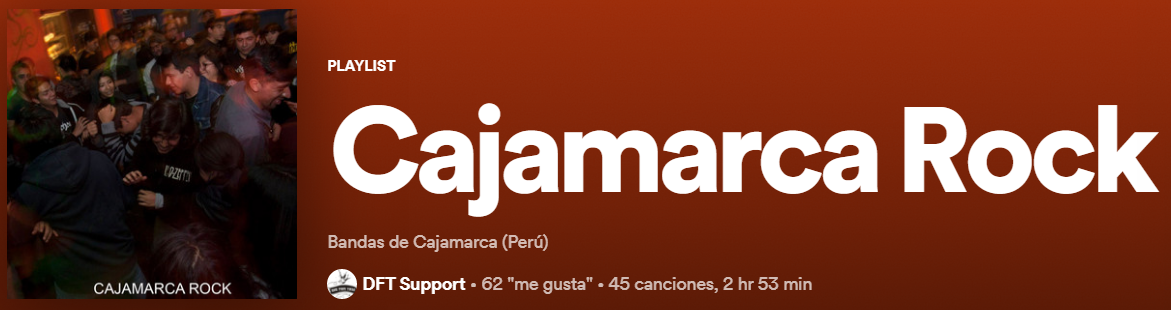 PLAYLIST
Cajamarca Rock
Bandas de Cajamarca (Perú)
DFT Support • 62 "me gusta" • 45 canciones, 2 hr 53 min
CAJAMARCA ROCK